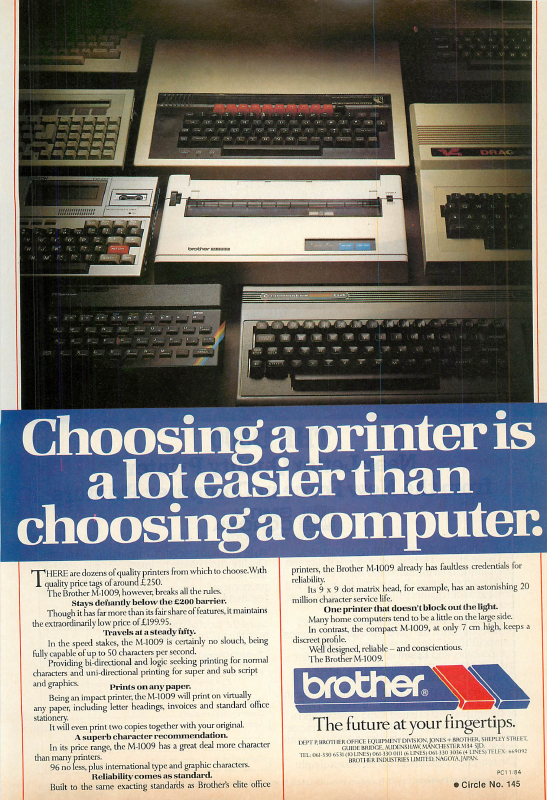 DRAG
brother
Choosing a printer is
a lot easier than
choosing a computer.
THERE are dozens of quality printers from which to choose. With
quality price tags of around £250.
The Brother M-1009, however, breaks all the rules.
Stays defiantly below the £200 barrier.
Though it has far more than its fair share of features, it maintains
the extraordinarily low price of £199.95.
Travels at a steady fifty.
In the speed stakes, the M-1009 is certainly no slouch, being
fully capable of up to 50 characters per second.
Providing bi-directional and logic seeking printing for normal
characters and uni-directional printing for super and sub script
and graphics.
Prints on any paper.
Being an impact printer, the M-1009 will print on virtually
any paper, including letter headings, invoices and standard office
stationery.
It will even print two copies together with your original.
A superb character recommendation.
In its price range, the M-1009 has a great deal more character
than many printers.
96 no less, plus international type and graphic characters.
Reliability comes as standard.
Built to the same exacting standards as Brother's elite office
printers, the Brother M-1009 already has faultless credentials for
reliability.
Its 9 x 9 dot matrix head, for example, has an astonishing 20
million character service life.
One printer that doesn't block out the light.
Many home computers tend to be a little on the large side.
In contrast, the compact M-1009, at only 7 cm high, keeps a
discreet profile.
Well designed, reliable – and conscientious.
The Brother M-1009.
brother®
The future at your fingertips.
DEPT P, BROTHER OFFICE EQUIPMENT DIVISION, JONES + BROTHER, SHEPLEY STREET,
GUIDE BRIDGE, AUDENSHAW, MANCHESTER M34 5JD.
TEL: 061-330 6531 (10 LINES) 061-330 0111 (6 LINES) 061-330 3036 (4 LINES) TELEX: 669092
BROTHER INDUSTRIES LIMITED, NAGOYA, JAPAN.
PC11/84
• Circle No. 145